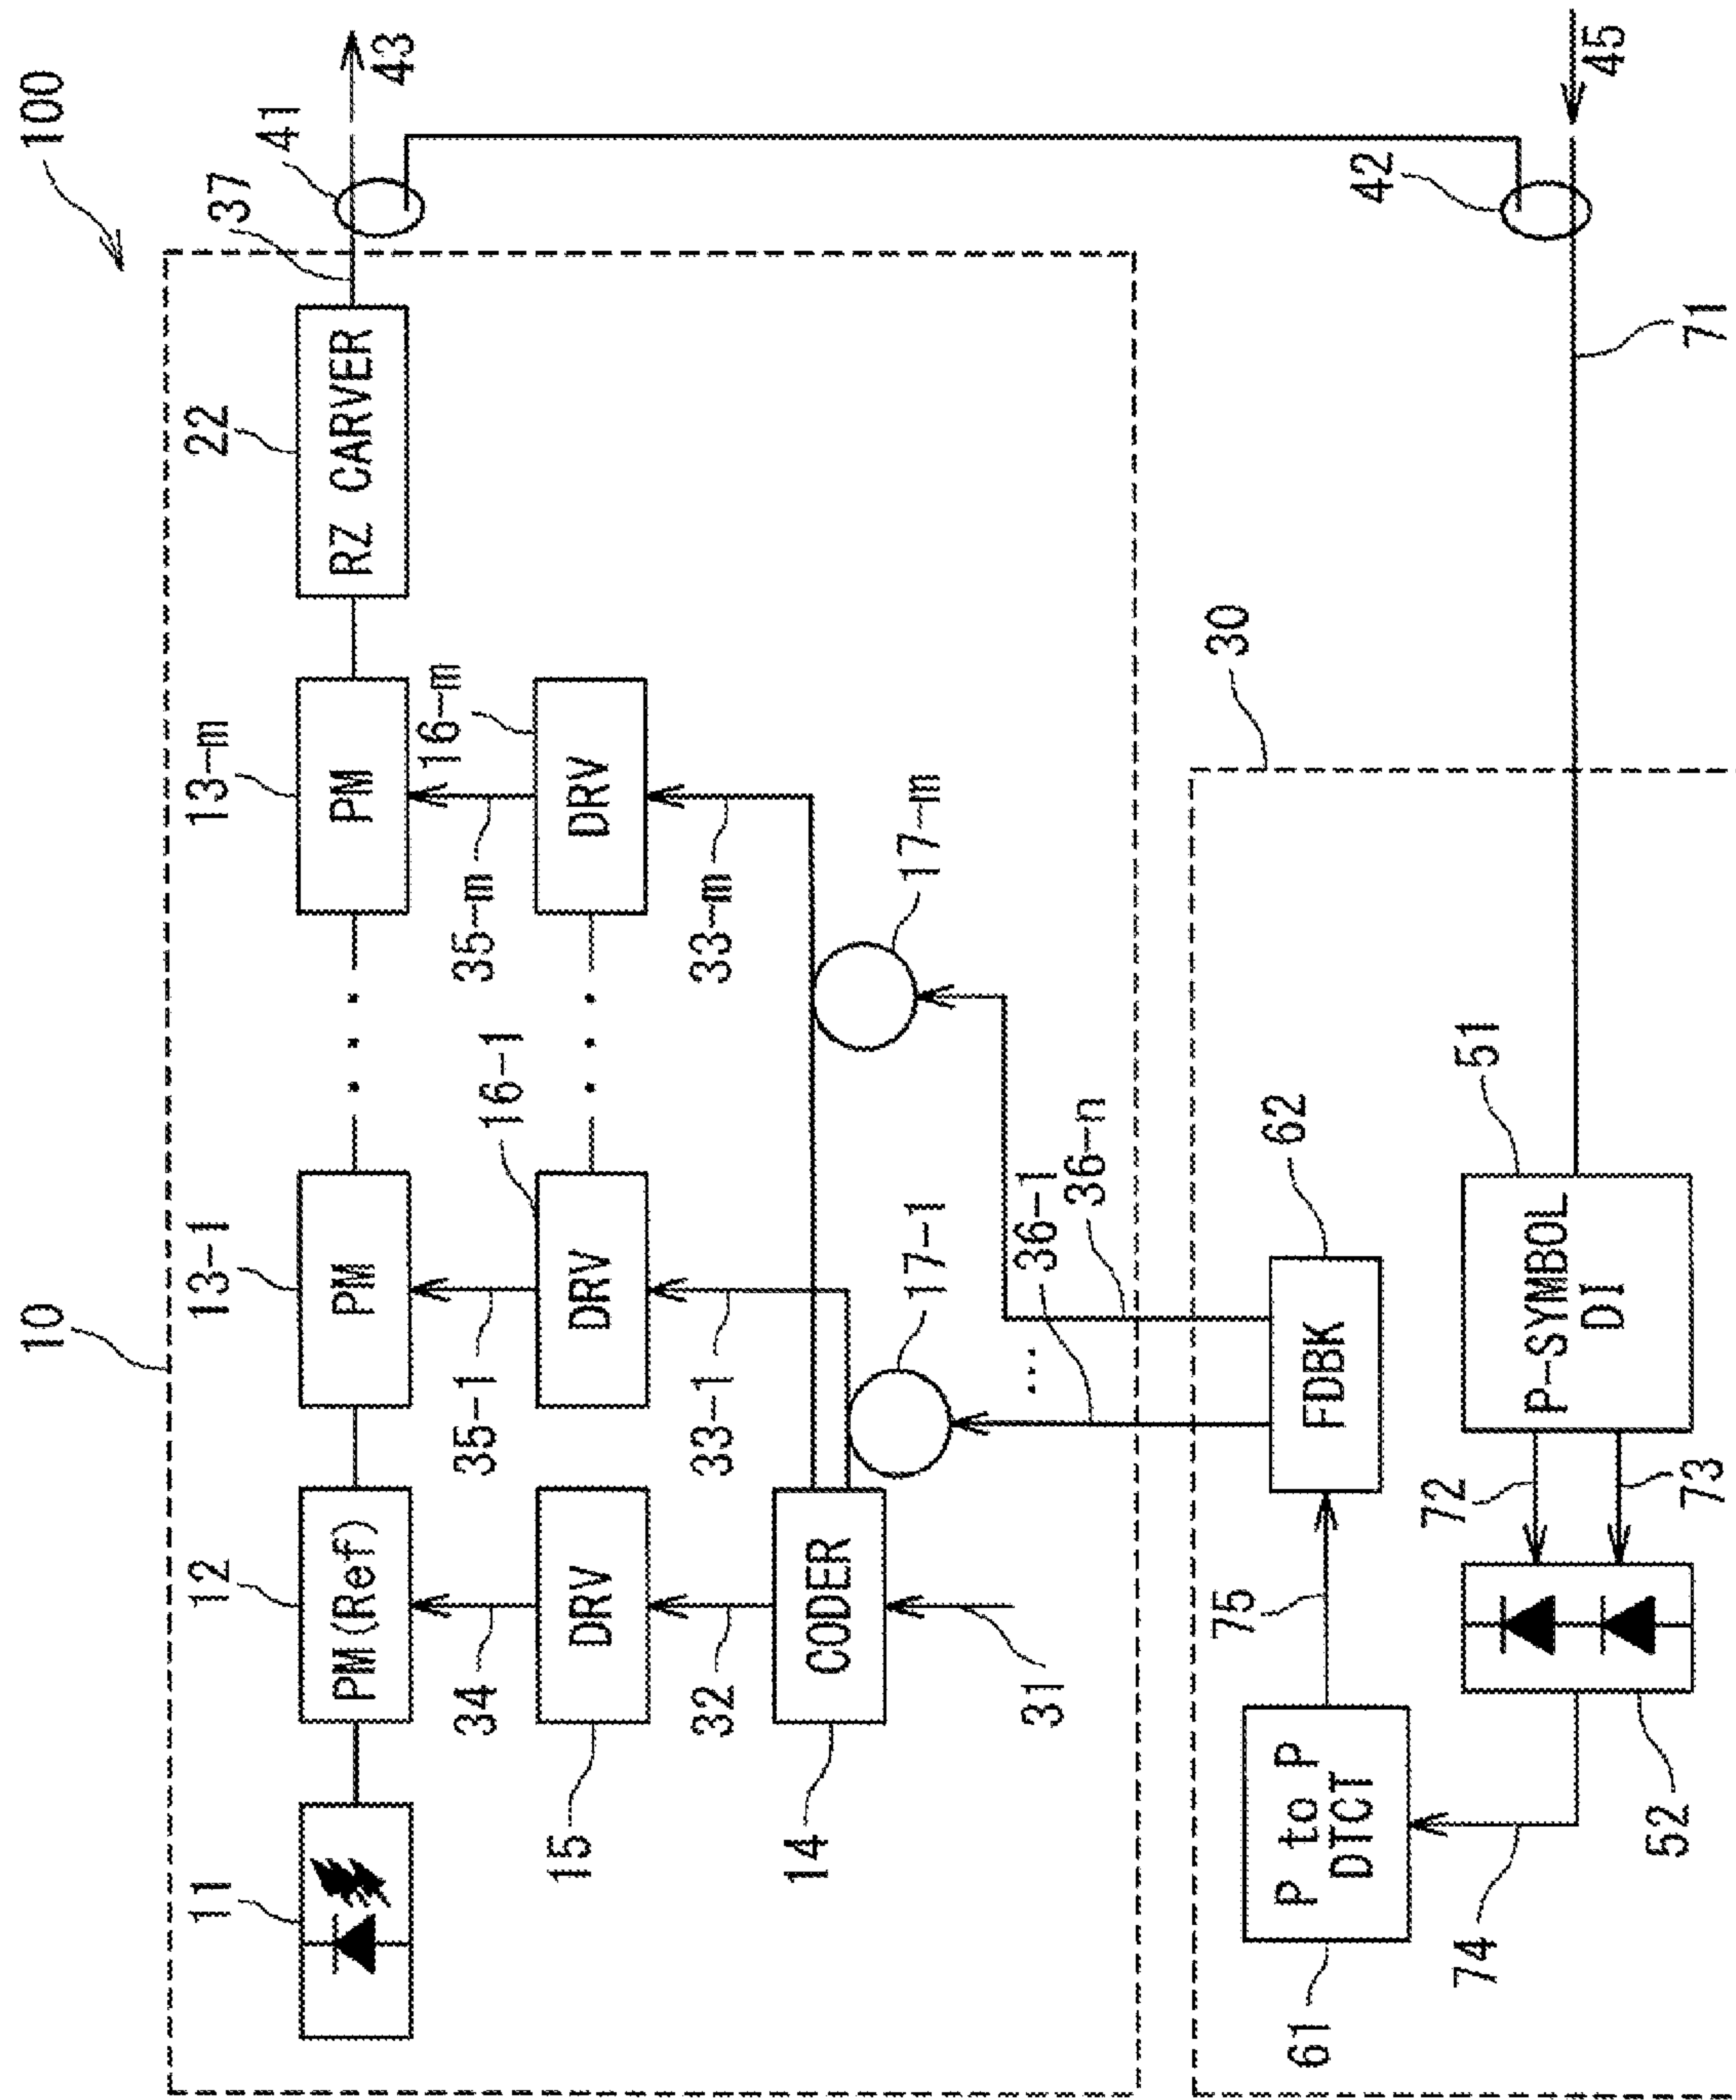 100
10
11
12
13-1
13-m
22
37
41
43
PM(Ref)
PM
PM
RZ CARVER
34
35-1
16-1
35-m
16-m
DRV
DRV
DRV
15
32
33-1
33-m
14
CODER
31
17-1
17-m
...
36-1
36-n
30
42
45
61
P to P
DTCT
75
FDBK
62
74
52
72
73
P-SYMBOL
DI
51
71